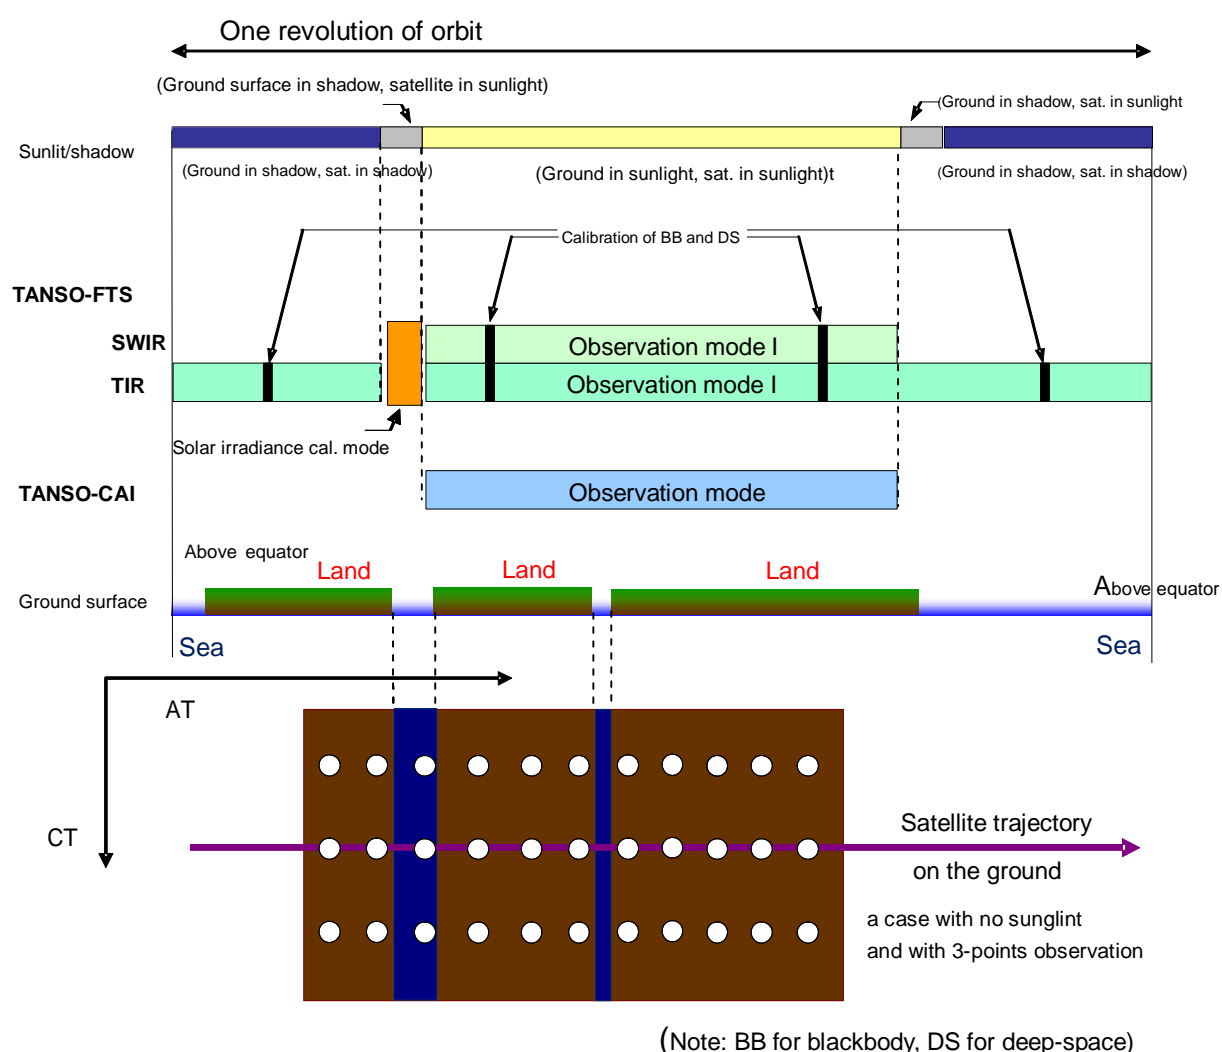 One revolution of orbit
(Ground surface in shadow, satellite in sunlight)
(Ground in shadow, sat. in sunlight
Sunlit/shadow
(Ground in shadow, sat. in shadow)
(Ground in sunlight, sat. in sunlight)t
(Ground in shadow, sat. in shadow)
Calibration of BB and DS
TANSO-FTS
SWIR
Observation mode I
TIR
Observation mode I
Solar irradiance cal. mode
TANSO-CAI
Observation mode
Above equator
Land
Land
Land
Above equator
Ground surface
Sea
Sea
AT
CT
Satellite trajectory
on the ground
a case with no sunglint
and with 3-points observation
(Note: BB for blackbody, DS for deep-space)